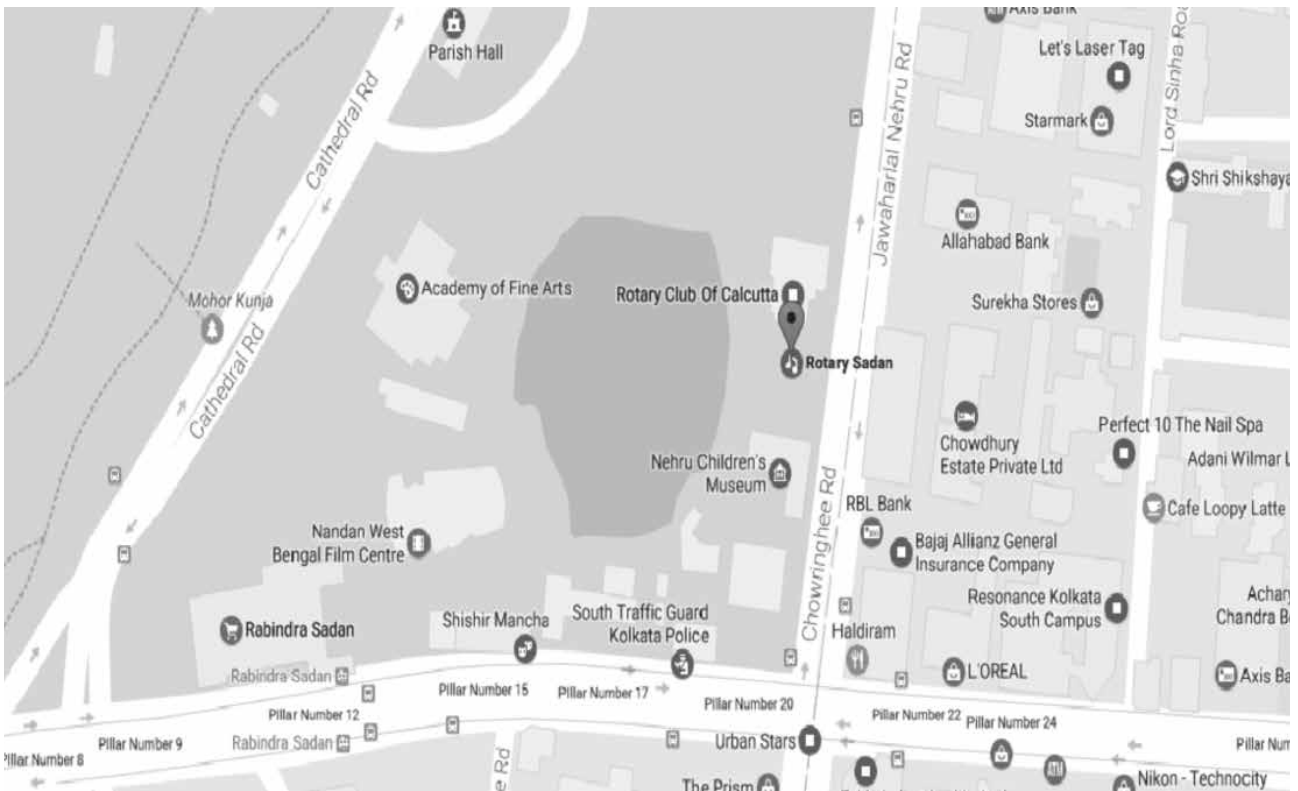 Axis Bank
Parish Hall
Let's Laser Tag
Starmark
Lord Sinha Roa
Cathedral Rd
Jawaharlal Nehru Rd
Shri Shikshaya
Allahabad Bank
Academy of Fine Arts
Rotary Club Of Calcutta
Mohor Kunja
Surekha Stores
Rotary Sadan
Cathedral Rd
Chowdhury
Estate Private Ltd
Perfect 10 The Nail Spa
Nehru Children's
Museum
Adani Wilmar
Chowringhee Rd
RBL Bank
Cafe Loopy Latte
Nandan West
Bengal Film Centre
Bajaj Allianz General
Insurance Company
Resonance Kolkata
South Campus
Achary
Chandra B
Shishir Mancha
South Traffic Guard
Kolkata Police
Rabindra Sadan
Haldiram
Rabindra Sadan
L'OREAL
Axis Ba
Pillar Number 15
Pillar Number 17
Pillar Number 20
Pillar Number 22
Pillar Number 24
Pillar Number 12
Pillar Number 9
Pillar Number 8
Rabindra Sadan
Urban Stars
Pillar Num
e Rd
The Prism
ATM
Nikon - Technocity